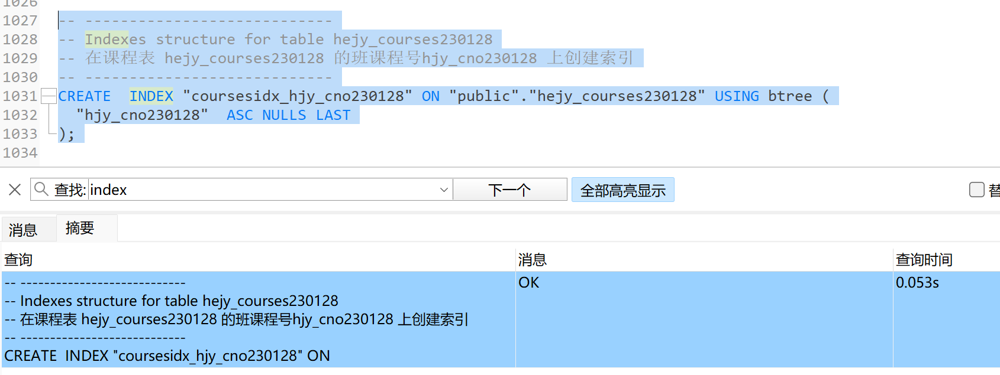 1026
1027 -- ----------------------------
1028 -- Indexes structure for table hejy_courses230128
1029 -- 在课程表 hejy_courses230128 的班课程号hjy_cno230128 上创建索引
1030 -- ----------------------------
1031 CREATE  INDEX "coursesidx_hjy_cno230128" ON "public"."hejy_courses230128" USING btree (
1032   "hjy_cno230128"  ASC NULLS LAST
1033 );
1034
查找: index 下一个 全部高亮显示 替
消息 摘要
查询 消息 查询时间
-- ---------------------------- OK 0.053s
-- Indexes structure for table hejy_courses230128
-- 在课程表 hejy_courses230128 的班课程号hjy_cno230128 上创建索引
-- ----------------------------
CREATE  INDEX "coursesidx_hjy_cno230128" ON